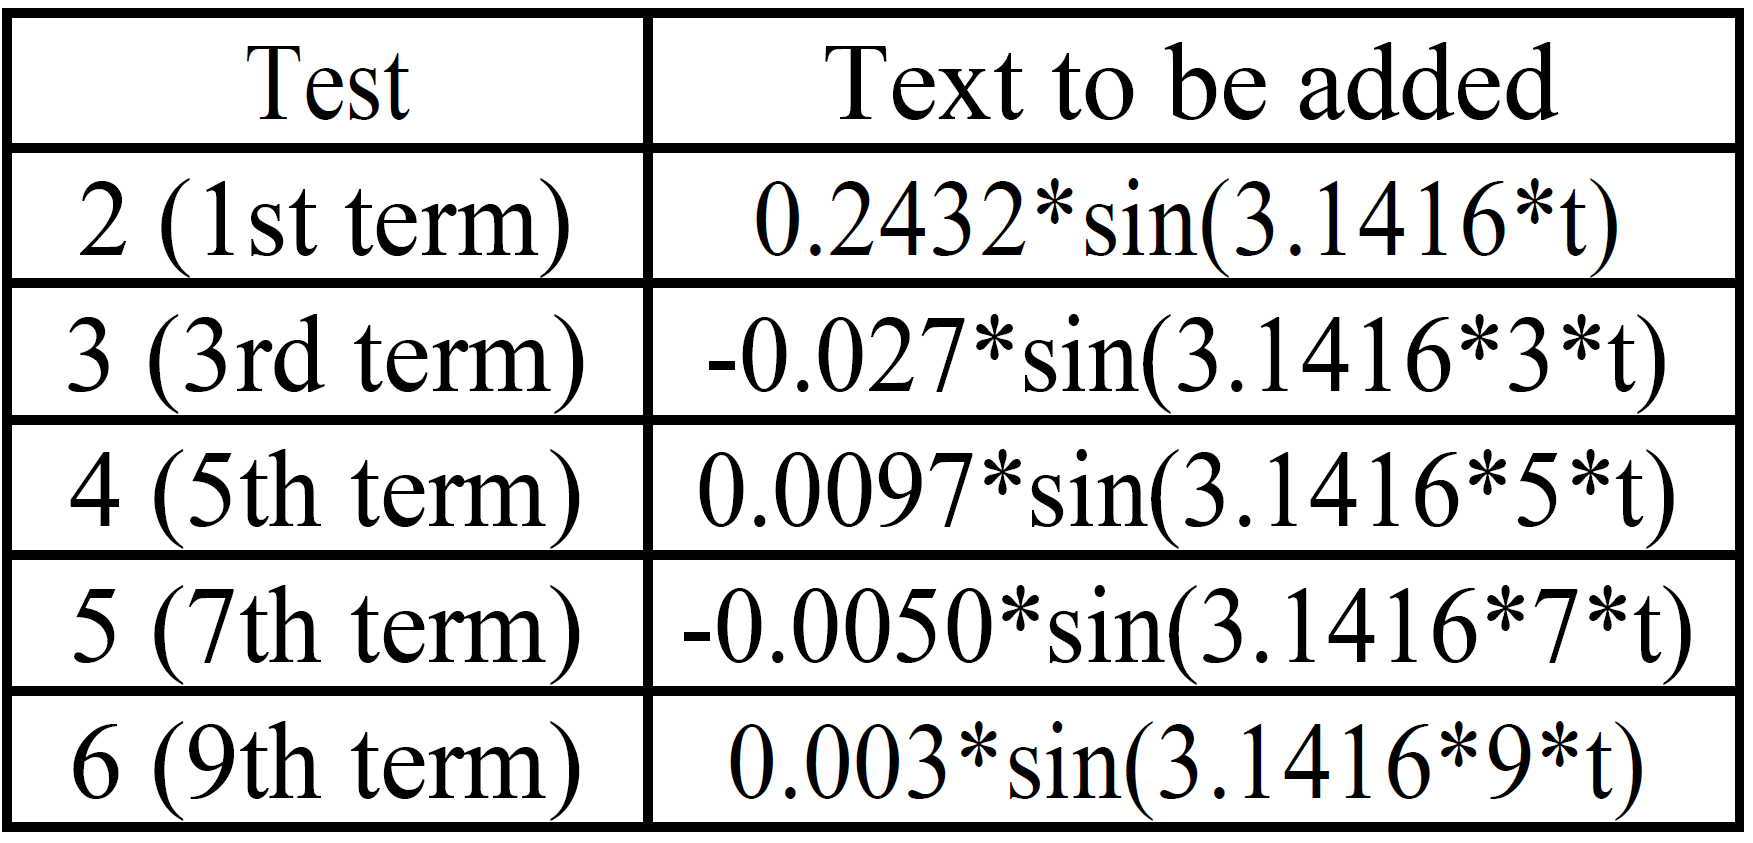 Test Text to be added
2 (1st term) 0.2432*sin(3.1416*t)
3 (3rd term) -0.027*sin(3.1416*3*t)
4 (5th term) 0.0097*sin(3.1416*5*t)
5 (7th term) -0.0050*sin(3.1416*7*t)
6 (9th term) 0.003*sin(3.1416*9*t)